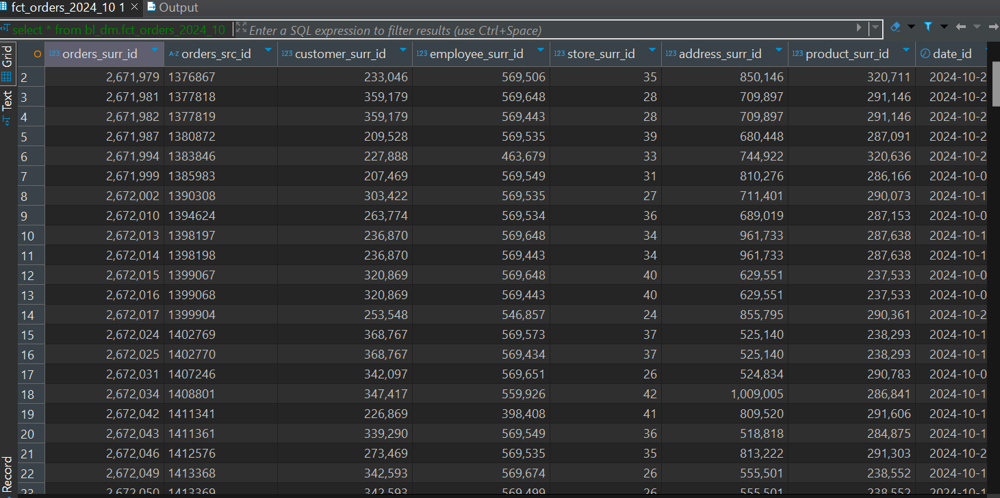 fct_orders_2024_10 1 Output
select * from bl_dm.fct_orders_2024_10 Enter a SQL expression to filter results (use Ctrl+Space)
Grid
Text
Record
123 orders_surr_id A-Z orders_src_id 123 customer_surr_id 123 employee_surr_id 123 store_surr_id 123 address_surr_id 123 product_surr_id date_id
2 2,671,979 1376867 233,046 569,506 35 850,146 320,711 2024-10-2
3 2,671,981 1377818 359,179 569,648 28 709,897 291,146 2024-10-2
4 2,671,982 1377819 359,179 569,443 28 709,897 291,146 2024-10-2
5 2,671,987 1380872 209,528 569,535 39 680,448 287,091 2024-10-2
6 2,671,994 1383846 227,888 463,679 33 744,922 320,636 2024-10-2
7 2,671,999 1385983 207,469 569,549 31 810,276 286,166 2024-10-0
8 2,672,002 1390308 303,422 569,535 27 711,401 290,073 2024-10-1
9 2,672,010 1394624 263,774 569,534 36 689,019 287,153 2024-10-0
10 2,672,013 1398197 236,870 569,648 34 961,733 287,638 2024-10-1
11 2,672,014 1398198 236,870 569,443 34 961,733 287,638 2024-10-1
12 2,672,015 1399067 320,869 569,648 40 629,551 237,533 2024-10-0
13 2,672,016 1399068 320,869 569,443 40 629,551 237,533 2024-10-0
14 2,672,017 1399904 253,548 546,857 24 855,795 290,361 2024-10-2
15 2,672,024 1402769 368,767 569,573 37 525,140 238,293 2024-10-1
16 2,672,025 1402770 368,767 569,434 37 525,140 238,293 2024-10-1
17 2,672,031 1407246 342,097 569,651 26 524,834 290,783 2024-10-0
18 2,672,034 1408801 347,417 559,926 42 1,009,005 286,841 2024-10-1
19 2,672,042 1411341 226,869 398,408 41 809,520 291,606 2024-10-1
20 2,672,043 1411361 339,290 569,549 36 518,818 284,875 2024-10-1
21 2,672,046 1412576 273,469 569,535 35 813,222 291,303 2024-10-2
22 2,672,049 1413368 342,593 569,674 26 555,501 238,552 2024-10-1
23 2,672,050 1413369 342,593 569,499 26 555,501 238,552 2024-10-1